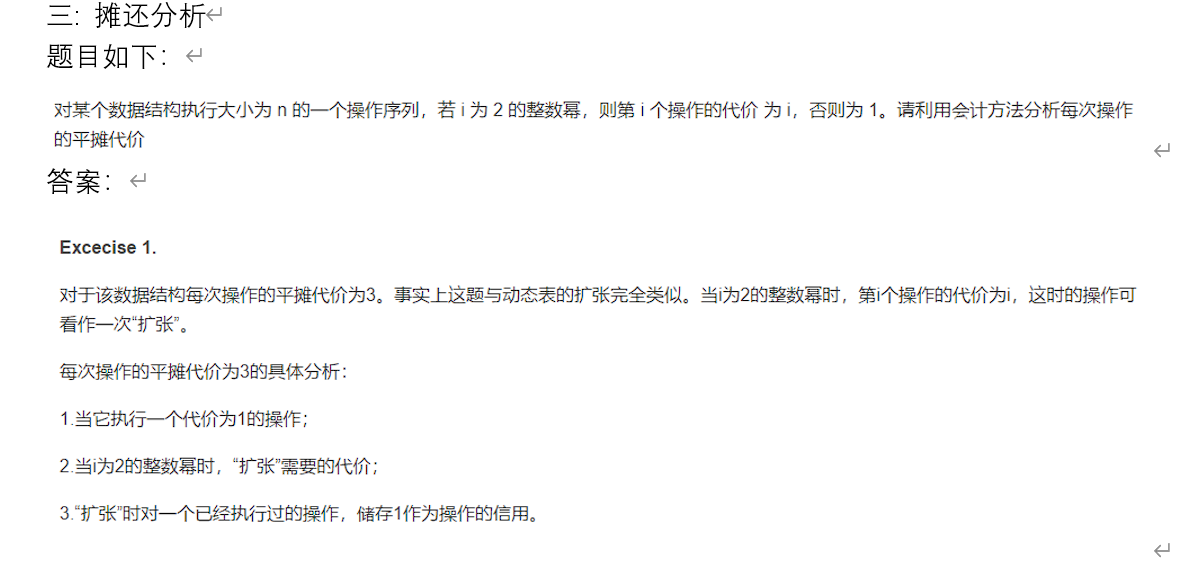 三: 摊还分析
题目如下：
对某个数据结构执行大小为 n 的一个操作序列，若 i 为 2 的整数幂，则第 i 个操作的代价 为 i，否则为 1。请利用会计方法分析每次操作
的平摊代价
答案：
Excecise 1.
对于该数据结构每次操作的平摊代价为3。事实上这题与动态表的扩张完全类似。当i为2的整数幂时，第i个操作的代价为i，这时的操作可
看作一次“扩张”。
每次操作的平摊代价为3的具体分析：
1.当它执行一个代价为1的操作；
2.当i为2的整数幂时，“扩张”需要的代价；
3.“扩张”时对一个已经执行过的操作，储存1作为操作的信用。